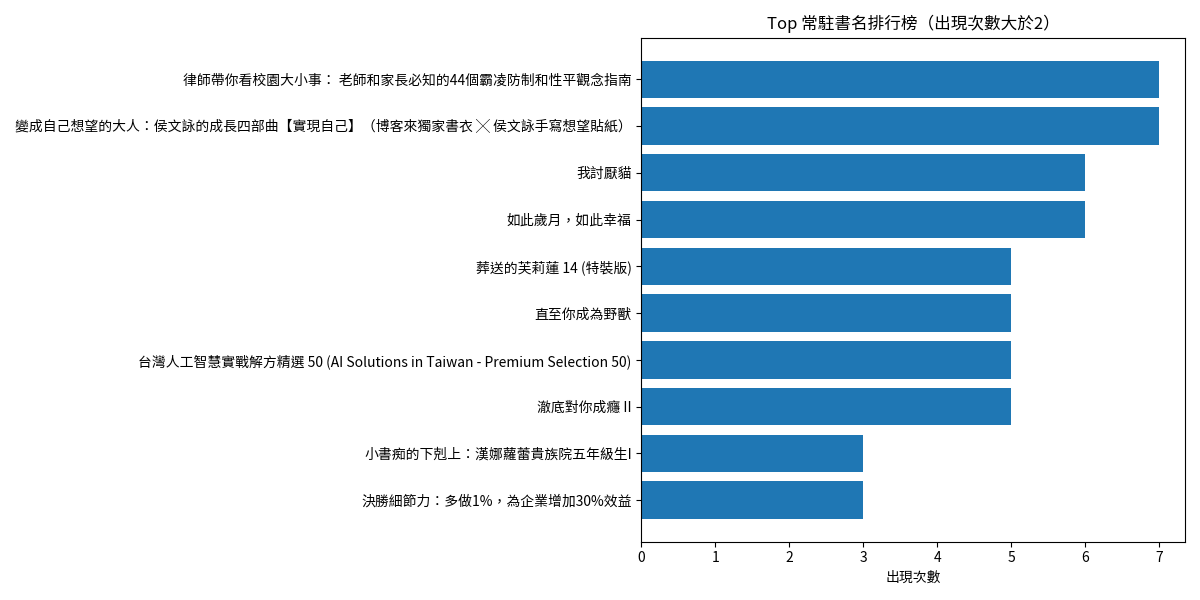 Top 常駐書名排行榜（出現次數大於2）
律師帶你看校園大小事： 老師和家長必知的44個霸凌防制和性平觀念指南
變成自己想望的大人：侯文詠的成長四部曲【實現自己】（博客來獨家書衣 ╳ 侯文詠手寫想望貼紙）
我討厭貓
如此歲月，如此幸福
葬送的芙莉蓮 14 (特裝版)
直至你成為野獸
台灣人工智慧實戰解方精選 50 (AI Solutions in Taiwan - Premium Selection 50)
澈底對你成癮 II
小書痴的下剋上：漢娜蘿蕾貴族院五年級生I
決勝細節力：多做1%，為企業增加30%效益
0 1 2 3 4 5 6 7
出現次數